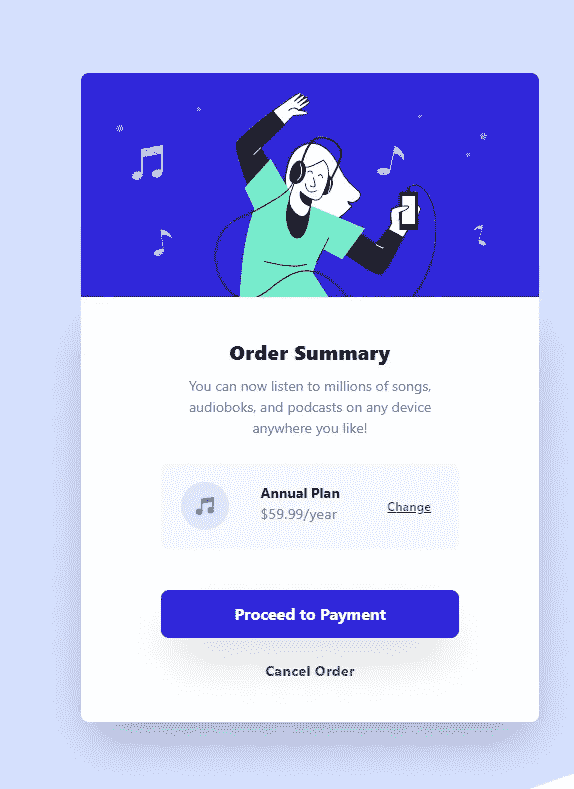 Order Summary
You can now listen to millions of songs,
audioboks, and podcasts on any device
anywhere you like!
Annual Plan
$59.99/year
Change
Proceed to Payment
Cancel Order